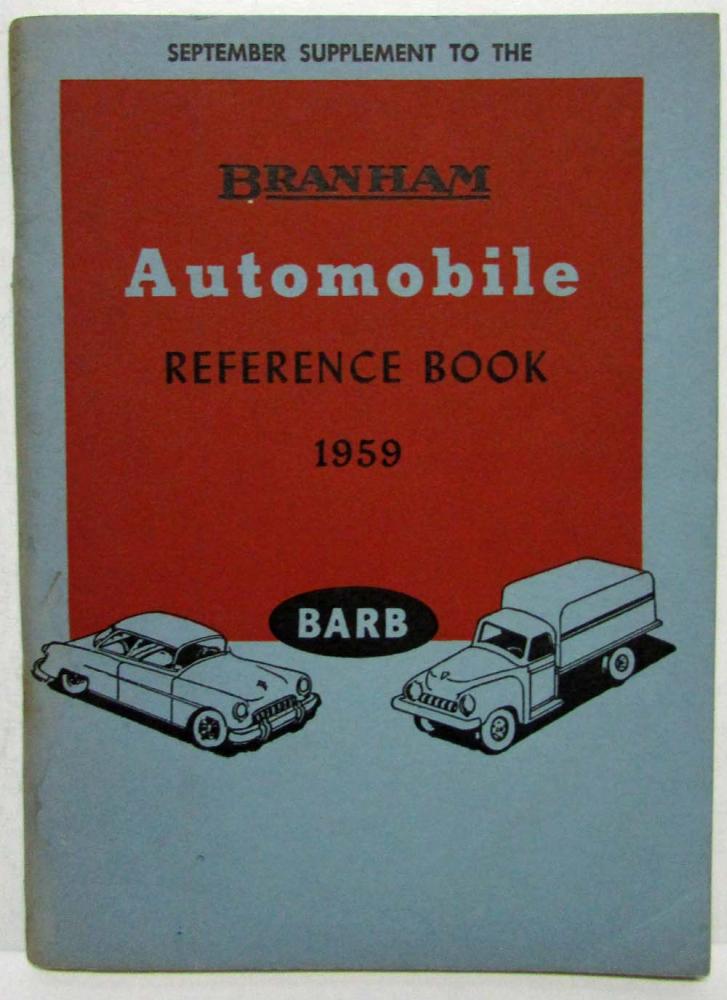 SEPTEMBER SUPPLEMENT TO THE
BRANHAM
Automobile
REFERENCE BOOK
1959
BARB